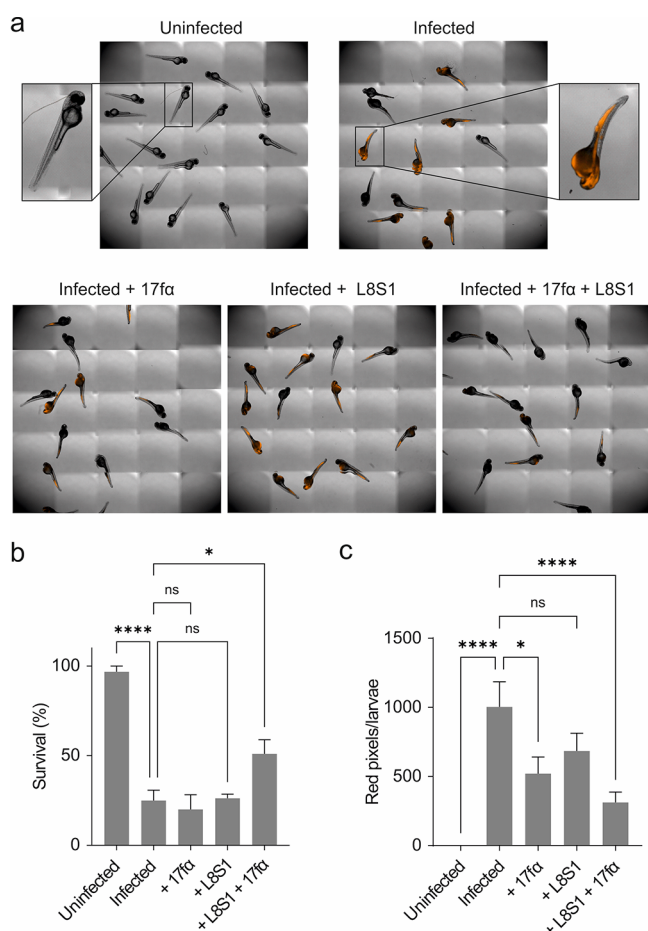 a
Uninfected
Infected
Infected + 17fα
Infected + L8S1
Infected + 17fα + L8S1
b
*
ns
****
ns
100
50
0
Survival (%)
Uninfected
Infected
+ 17fα
+ L8S1
+ L8S1 + 17fα
c
****
ns
****
*
1500
1000
500
0
Red pixels/larvae
Uninfected
Infected
+ 17fα
+ L8S1
+ L8S1 + 17fα